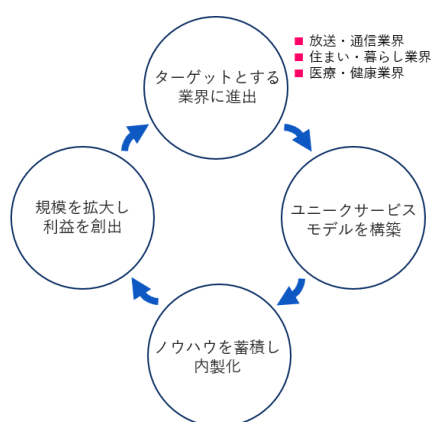 ターゲットとする
業界に進出
■ 放送・通信業界
■ 住まい・暮らし業界
■ 医療・健康業界
ユニークサービス
モデルを構築
ノウハウを蓄積し
内製化
規模を拡大し
利益を創出